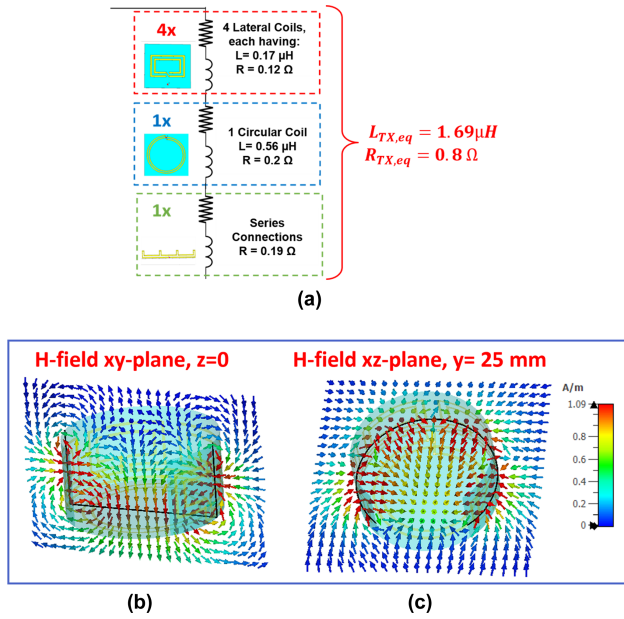 4x
4 Lateral Coils,
each having:
L= 0.17 µH
R = 0.12 Ω
1x
1 Circular Coil
L= 0.56 µH
R = 0.2 Ω
1x
Series
Connections
R = 0.19 Ω
L_TX,eq = 1.69µH
R_TX,eq = 0.8 Ω
(a)
H-field xy-plane, z=0
H-field xz-plane, y= 25 mm
A/m
1.09
0.8
0.6
0.4
0.2
0
(b)
(c)